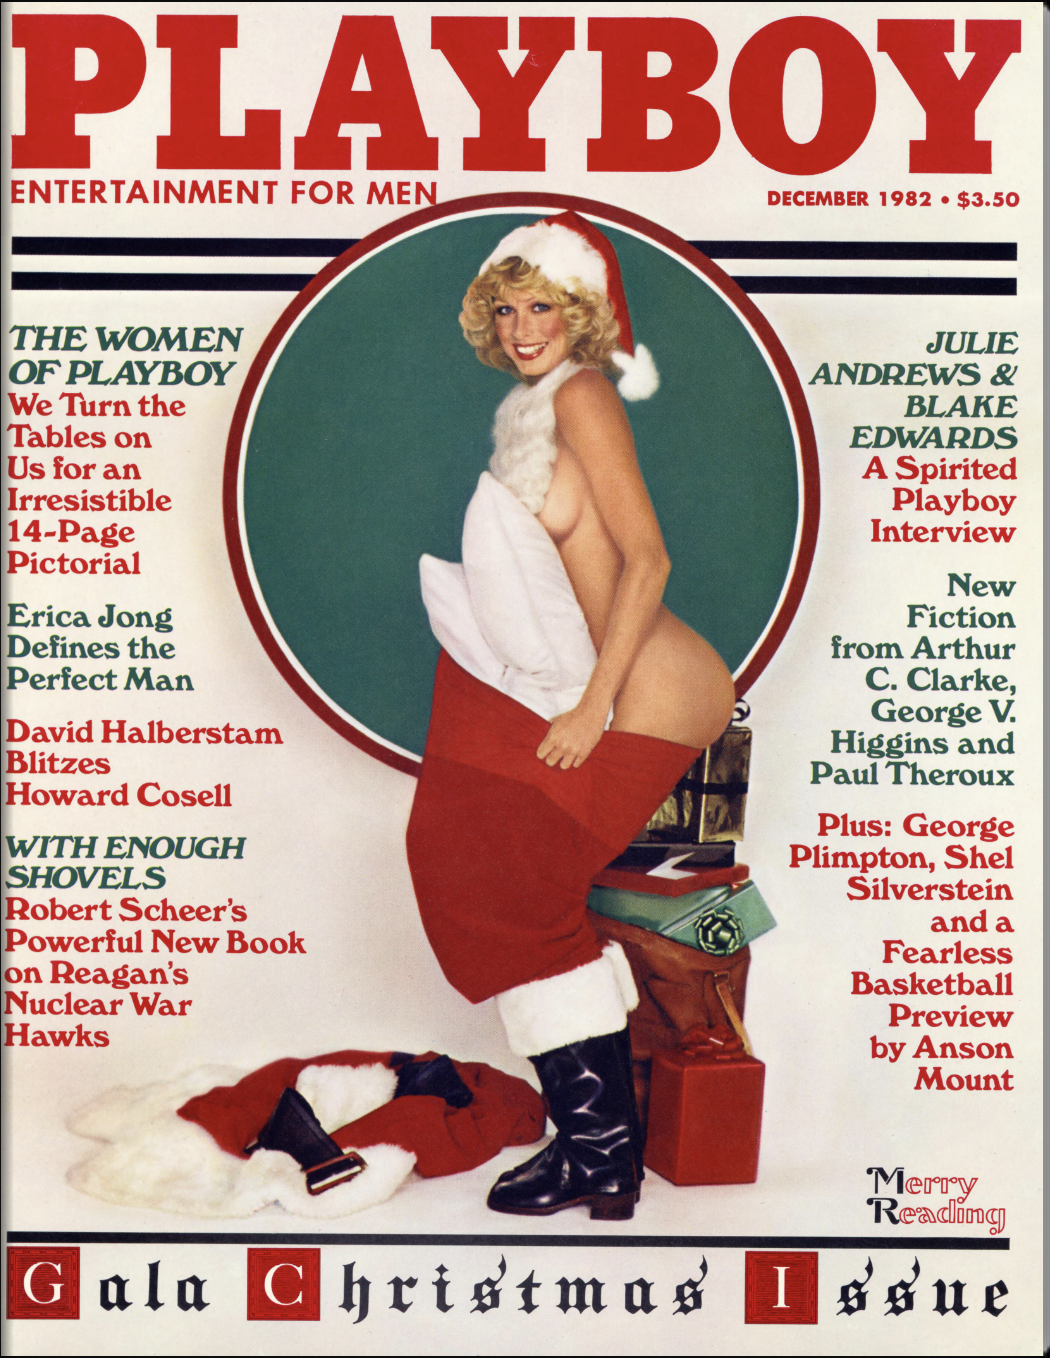 PLAYBOY
ENTERTAINMENT FOR MEN
DECEMBER 1982 • $3.50
THE WOMEN
OF PLAYBOY
We Turn the
Tables on
Us for an
Irresistible
14-Page
Pictorial
Erica Jong
Defines the
Perfect Man
David Halberstam
Blitzes
Howard Cosell
WITH ENOUGH
SHOVELS
Robert Scheer's
Powerful New Book
on Reagan's
Nuclear War
Hawks
JULIE
ANDREWS &
BLAKE
EDWARDS
A Spirited
Playboy
Interview
New
Fiction
from Arthur
C. Clarke,
George V.
Higgins and
Paul Theroux
Plus: George
Plimpton, Shel
Silverstein
and a
Fearless
Basketball
Preview
by Anson
Mount
Merry
Reading
Gala Christmas Issue